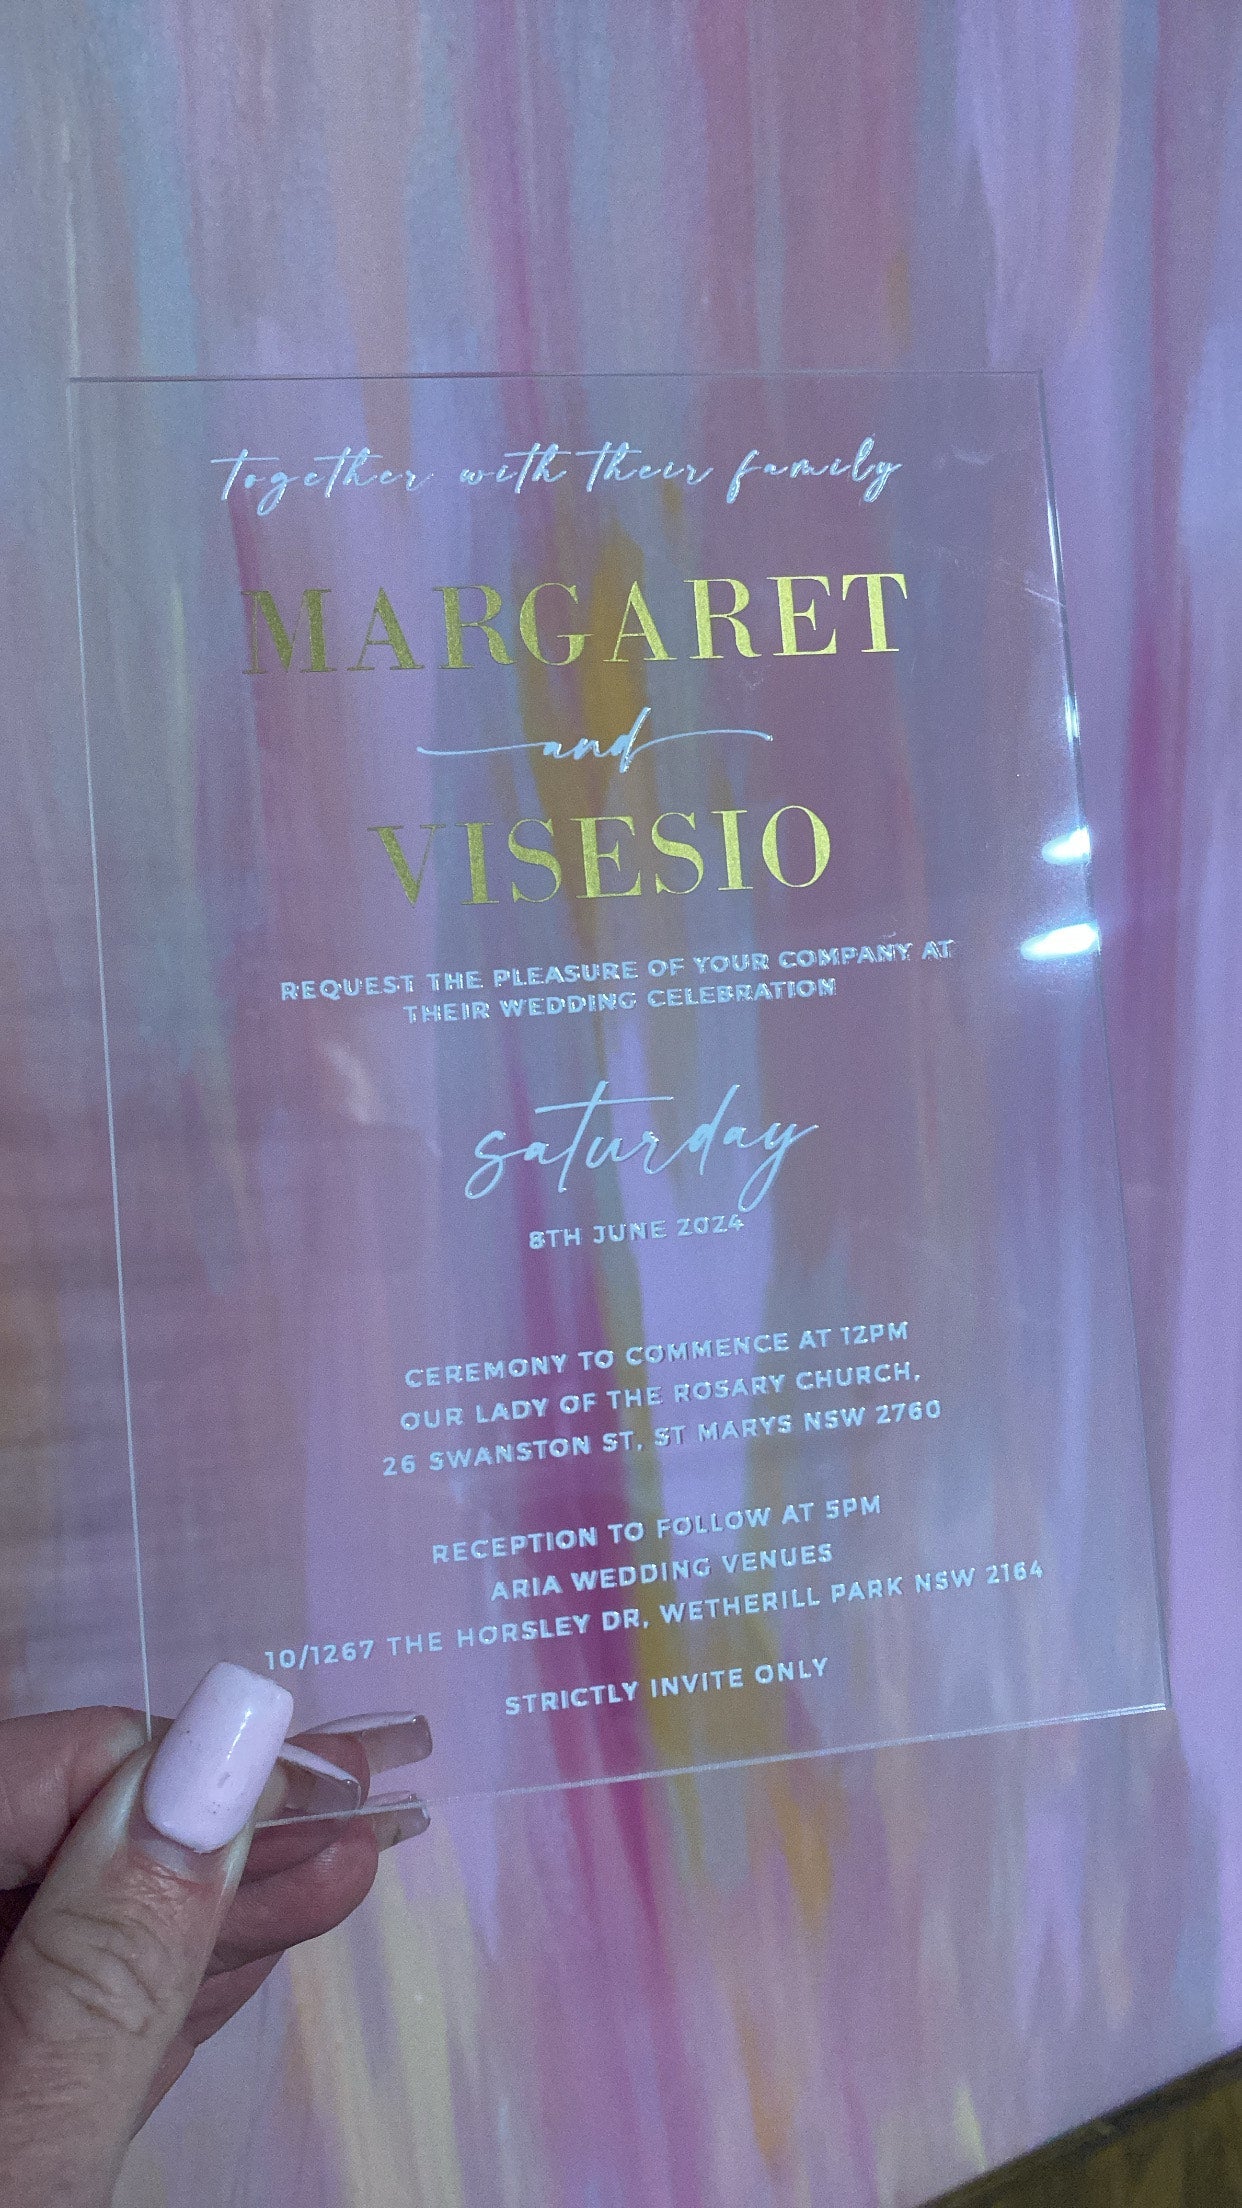 together with their family
MARGARET
and
VISESIO
REQUEST THE PLEASURE OF YOUR COMPANY AT
THEIR WEDDING CELEBRATION
saturday
8TH JUNE 2024
CEREMONY TO COMMENCE AT 12PM
OUR LADY OF THE ROSARY CHURCH,
26 SWANSTON ST, ST MARYS NSW 2760
RECEPTION TO FOLLOW AT 5PM
ARIA WEDDING VENUES
10/1267 THE HORSLEY DR, WETHERILL PARK NSW 2164
STRICTLY INVITE ONLY